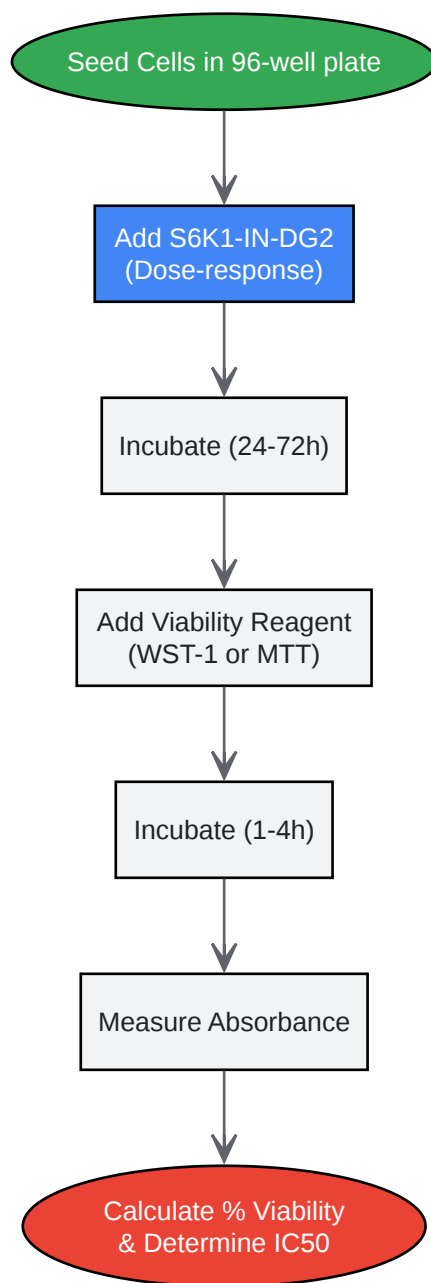 Seed Cells in 96-well plate
Add S6K1-IN-DG2
(Dose-response)
Incubate (24-72h)
Add Viability Reagent
(WST-1 or MTT)
Incubate (1-4h)
Measure Absorbance
Calculate % Viability
& Determine IC50